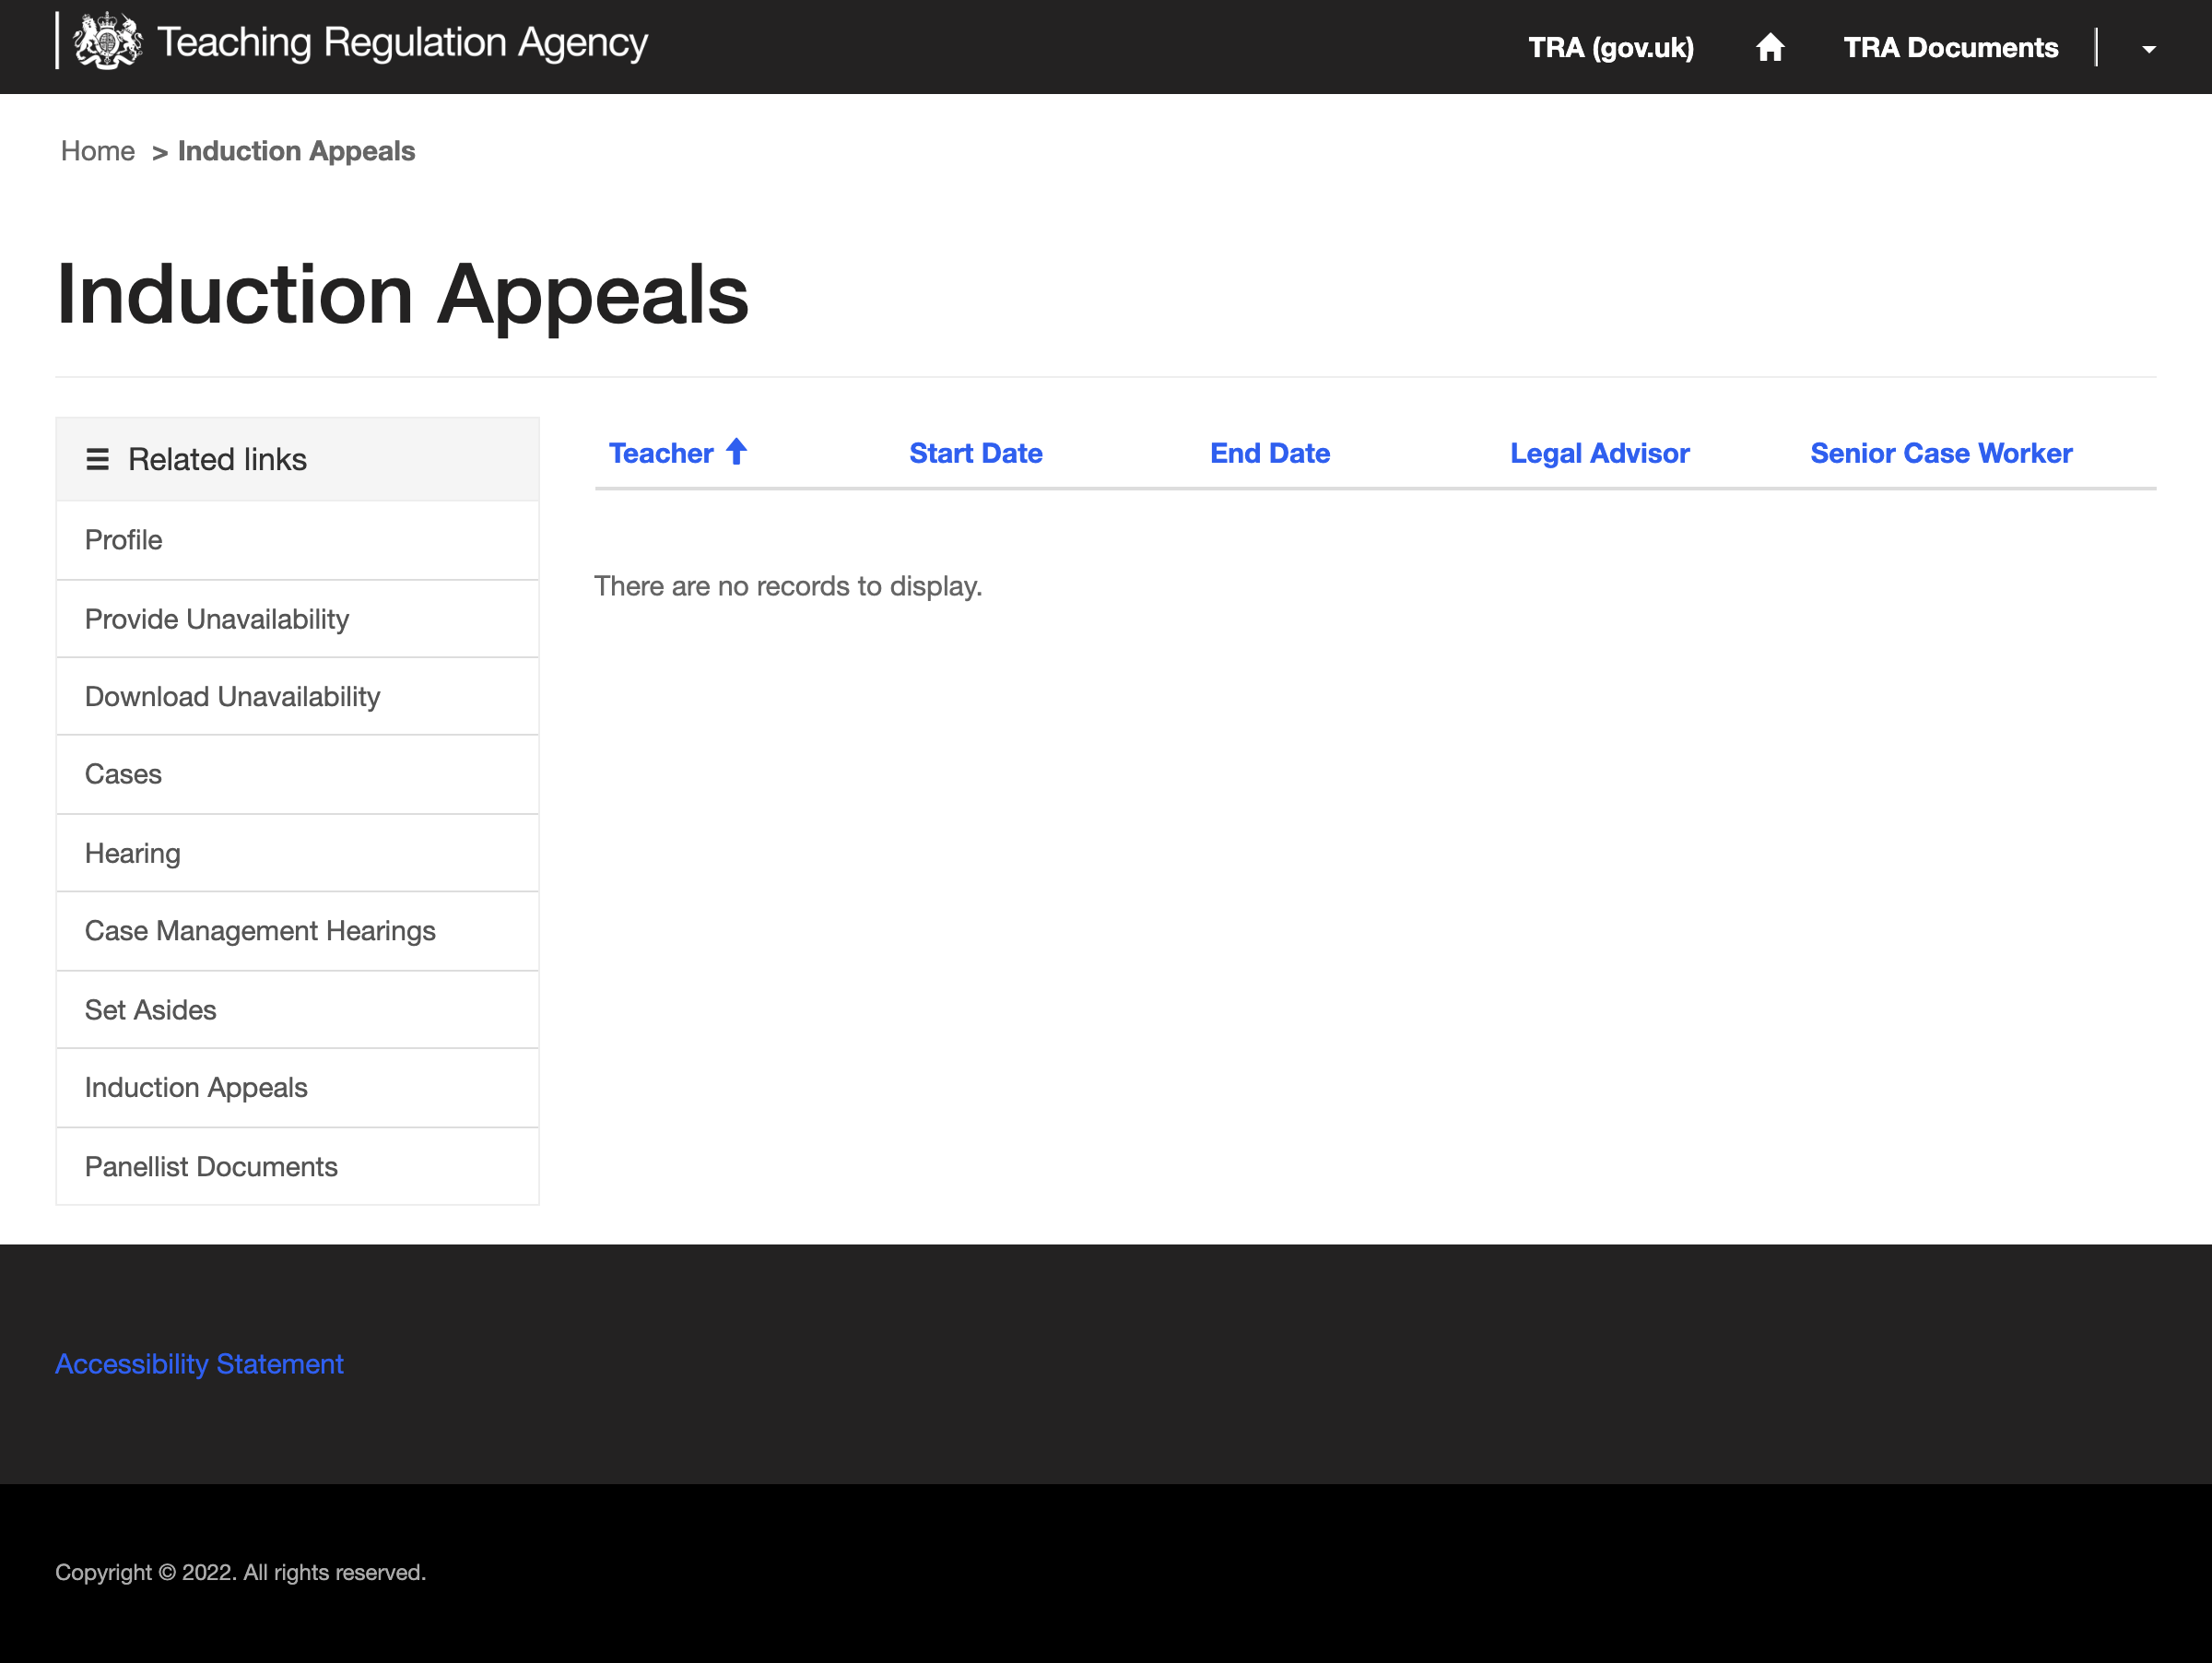 Teaching Regulation Agency
TRA (gov.uk)
TRA Documents
Home > Induction Appeals
Induction Appeals
Related links
Profile
Provide Unavailability
Download Unavailability
Cases
Hearing
Case Management Hearings
Set Asides
Induction Appeals
Panellist Documents
Teacher Start Date End Date Legal Advisor Senior Case Worker
There are no records to display.
Accessibility Statement
Copyright © 2022. All rights reserved.